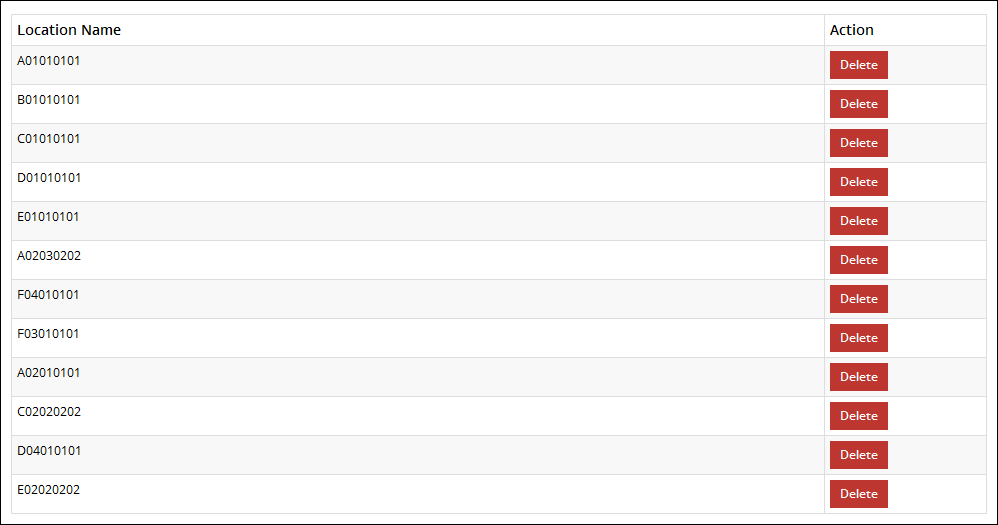 Location Name Action
A01010101 Delete
B01010101 Delete
C01010101 Delete
D01010101 Delete
E01010101 Delete
A02030202 Delete
F04010101 Delete
F03010101 Delete
A02010101 Delete
C02020202 Delete
D04010101 Delete
E02020202 Delete